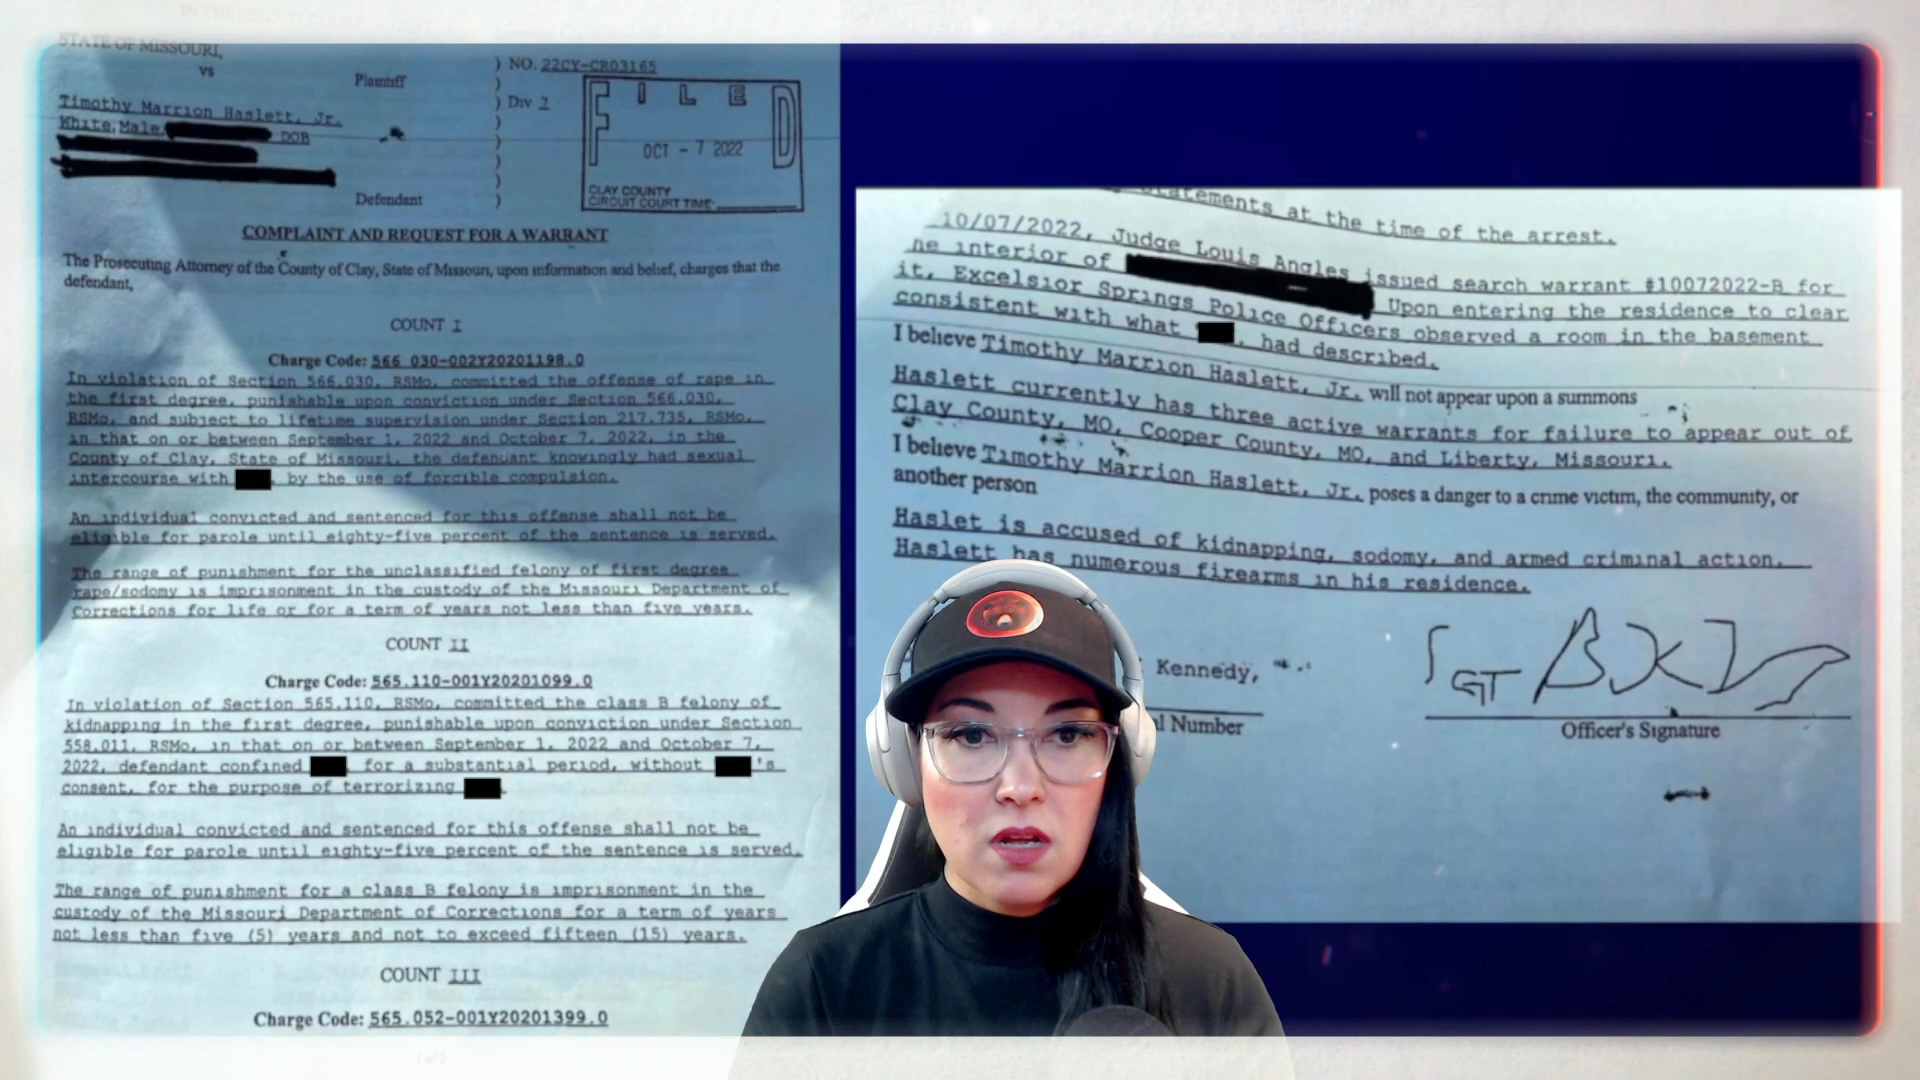 STATE OF MISSOURI,
vs
Plaintiff
Timothy Marrion Haslett, Jr.
White, Male, DOB
Defendant
) NO. 22CY-CR03165
) Div 7
)
)
)
)
)
)
FILED
OCT - 7 2022
CLAY COUNTY
CIRCUIT COURT TIME:
COMPLAINT AND REQUEST FOR A WARRANT
The Prosecuting Attorney of the County of Clay, State of Missouri, upon information and belief, charges that the
defendant,
COUNT I
Charge Code: 566 030-002Y20201198.0
In violation of Section 566.030, RSMo, committed the offense of rape in
the first degree, punishable upon conviction under Section 566.030,
RSMo, and subject to lifetime supervision under Section 217.735, RSMo,
in that on or between September 1, 2022 and October 7, 2022, in the
County of Clay, State of Missouri, the defendant knowingly had sexual
intercourse with , by the use of forcible compulsion.
An individual convicted and sentenced for this offense shall not be
eligible for parole until eighty-five percent of the sentence is served.
The range of punishment for the unclassified felony of first degree
rape/sodomy is imprisonment in the custody of the Missouri Department of
Corrections for life or for a term of years not less than five years.
COUNT II
Charge Code: 565.110-001Y20201099.0
In violation of Section 565.110, RSMo, committed the class B felony of
kidnapping in the first degree, punishable upon conviction under Section
558.011, RSMo, in that on or between September 1, 2022 and October 7,
2022, defendant confined for a substantial period, without 's
consent, for the purpose of terrorizing .
An individual convicted and sentenced for this offense shall not be
eligible for parole until eighty-five percent of the sentence is served.
The range of punishment for a class B felony is imprisonment in the
custody of the Missouri Department of Corrections for a term of years
not less than five (5) years and not to exceed fifteen (15) years.
COUNT III
Charge Code: 565.052-001Y20201399.0
statements at the time of the arrest.
10/07/2022, Judge Louis Angles issued search warrant #10072022-B for
he interior of Upon entering the residence to clear
it, Excelsior Springs Police Officers observed a room in the basement
consistent with what , had described.
I believe Timothy Marrion Haslett, Jr. will not appear upon a summons
Haslett currently has three active warrants for failure to appear out of
Clay County, MO, Cooper County, MO, and Liberty, Missouri.
I believe Timothy Marrion Haslett, Jr. poses a danger to a crime victim, the community, or
another person
Haslet is accused of kidnapping, sodomy, and armed criminal action.
Haslett has numerous firearms in his residence.
Kennedy,
Number
SGT
Officer's Signature